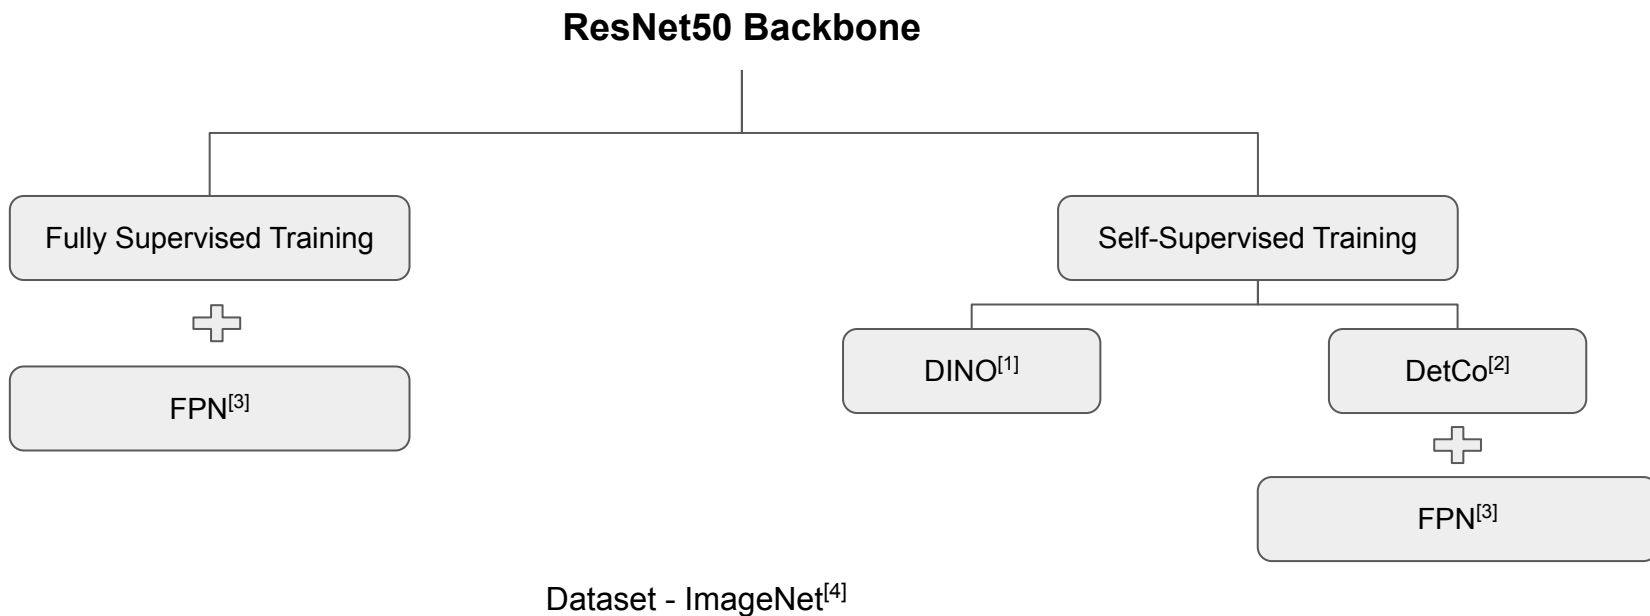 ResNet50 Backbone
Fully Supervised Training
Self-Supervised Training
DINO[1]
DetCo[2]
FPN[3]
FPN[3]
Dataset - ImageNet[4]